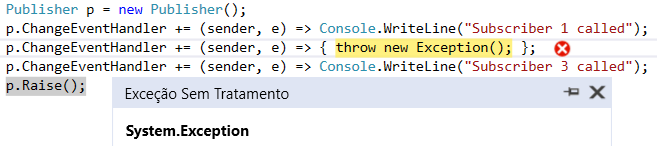 Publisher p = new Publisher();
p.ChangeEventHandler += (sender, e) => Console.WriteLine("Subscriber 1 called");
p.ChangeEventHandler += (sender, e) => { throw new Exception(); };
p.ChangeEventHandler += (sender, e) => Console.WriteLine("Subscriber 3 called");
p.Raise();
Exceção Sem Tratamento
System.Exception